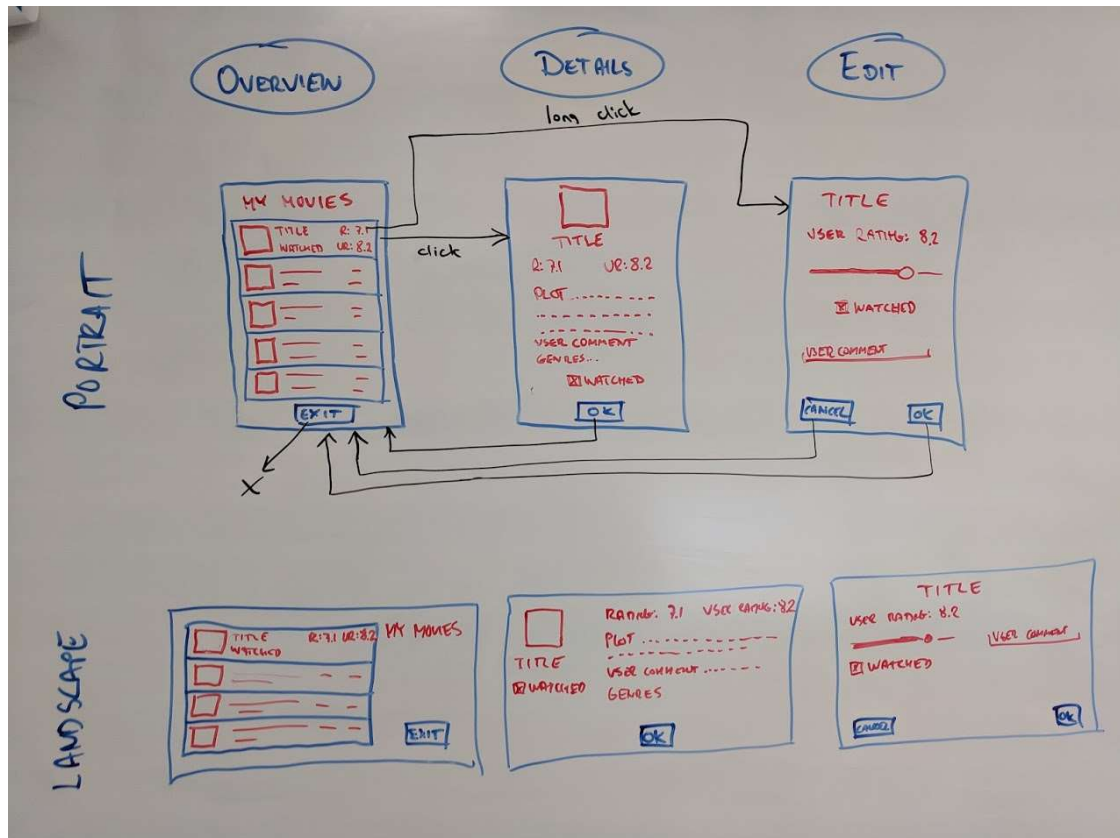 OVERVIEW
DETAILS
EDIT
long click
click
PORTRAIT
MY MOVIES
TITLE R: 7.1
WATCHED UR: 8.2
EXIT
X
TITLE
R: 7.1 UR: 8.2
PLOT
USER COMMENT
GENRES...
WATCHED
OK
TITLE
USER RATING: 8.2
WATCHED
USER COMMENT
CANCEL OK
LANDSCAPE
TITLE R: 7.1 UR: 8.2
WATCHED
MY MOVIES
EXIT
RATING: 7.1 USER RATING: 8.2
PLOT
TITLE
USER COMMENT
WATCHED
GENRES
OK
TITLE
USER RATING: 8.2
USER COMMENT
WATCHED
CANCEL OK